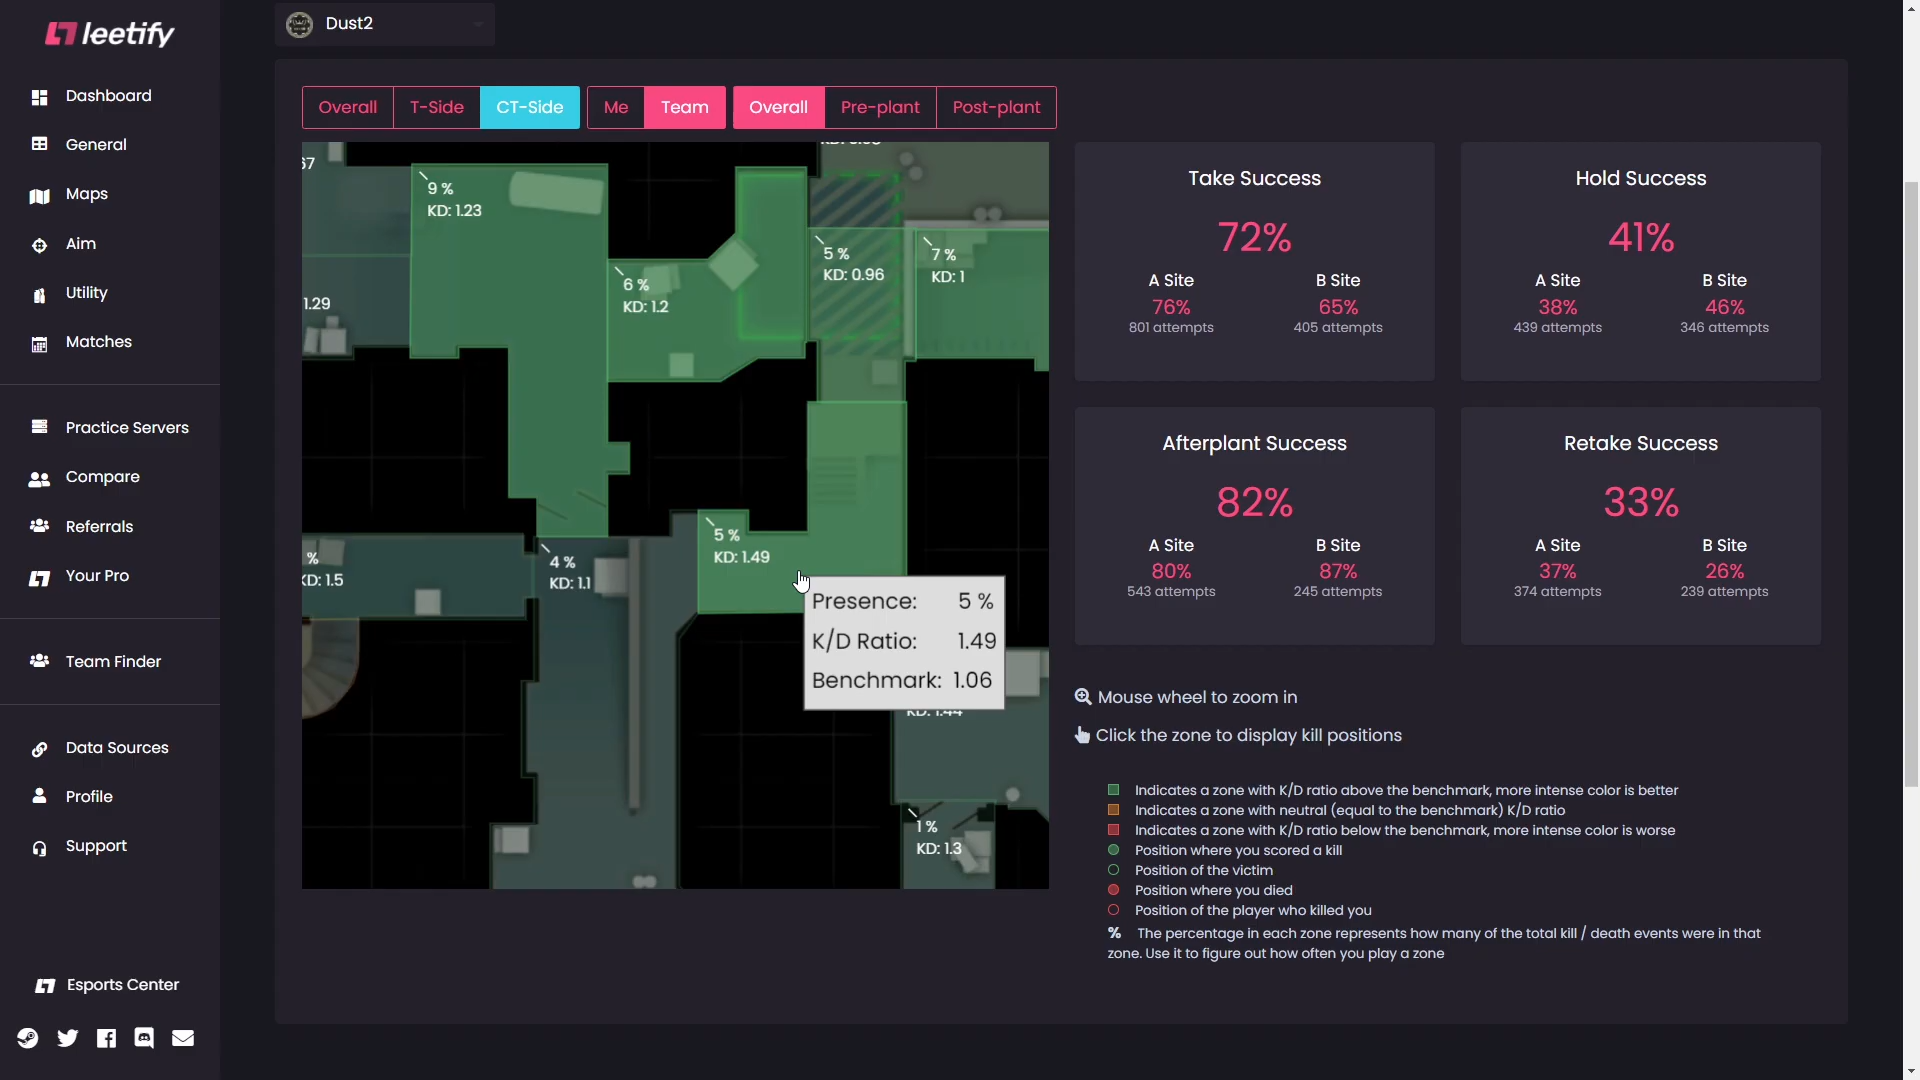 leetify
Dashboard
General
Maps
Aim
Utility
Matches
Practice Servers
Compare
Referrals
Your Pro
Team Finder
Data Sources
Profile
Support
Esports Center
Dust2
Overall T-Side CT-Side Me Team Overall Pre-plant Post-plant
67
9 %
KD: 1.23
5 %
KD: 0.96
7 %
KD: 1
6 %
KD: 1.2
1.29
5 %
KD: 1.49
%
KD: 1.5
4 %
KD: 1.1
Presence: 5 %
K/D Ratio: 1.49
Benchmark: 1.06
KD: 1.44
1 %
KD: 1.3
Take Success
72%
A Site B Site
76% 65%
801 attempts 405 attempts
Hold Success
41%
A Site B Site
38% 46%
439 attempts 346 attempts
Afterplant Success
82%
A Site B Site
80% 87%
543 attempts 245 attempts
Retake Success
33%
A Site B Site
37% 26%
374 attempts 239 attempts
Mouse wheel to zoom in
Click the zone to display kill positions
Indicates a zone with K/D ratio above the benchmark, more intense color is better
Indicates a zone with neutral (equal to the benchmark) K/D ratio
Indicates a zone with K/D ratio below the benchmark, more intense color is worse
Position where you scored a kill
Position of the victim
Position where you died
Position of the player who killed you
% The percentage in each zone represents how many of the total kill / death events were in that
zone. Use it to figure out how often you play a zone